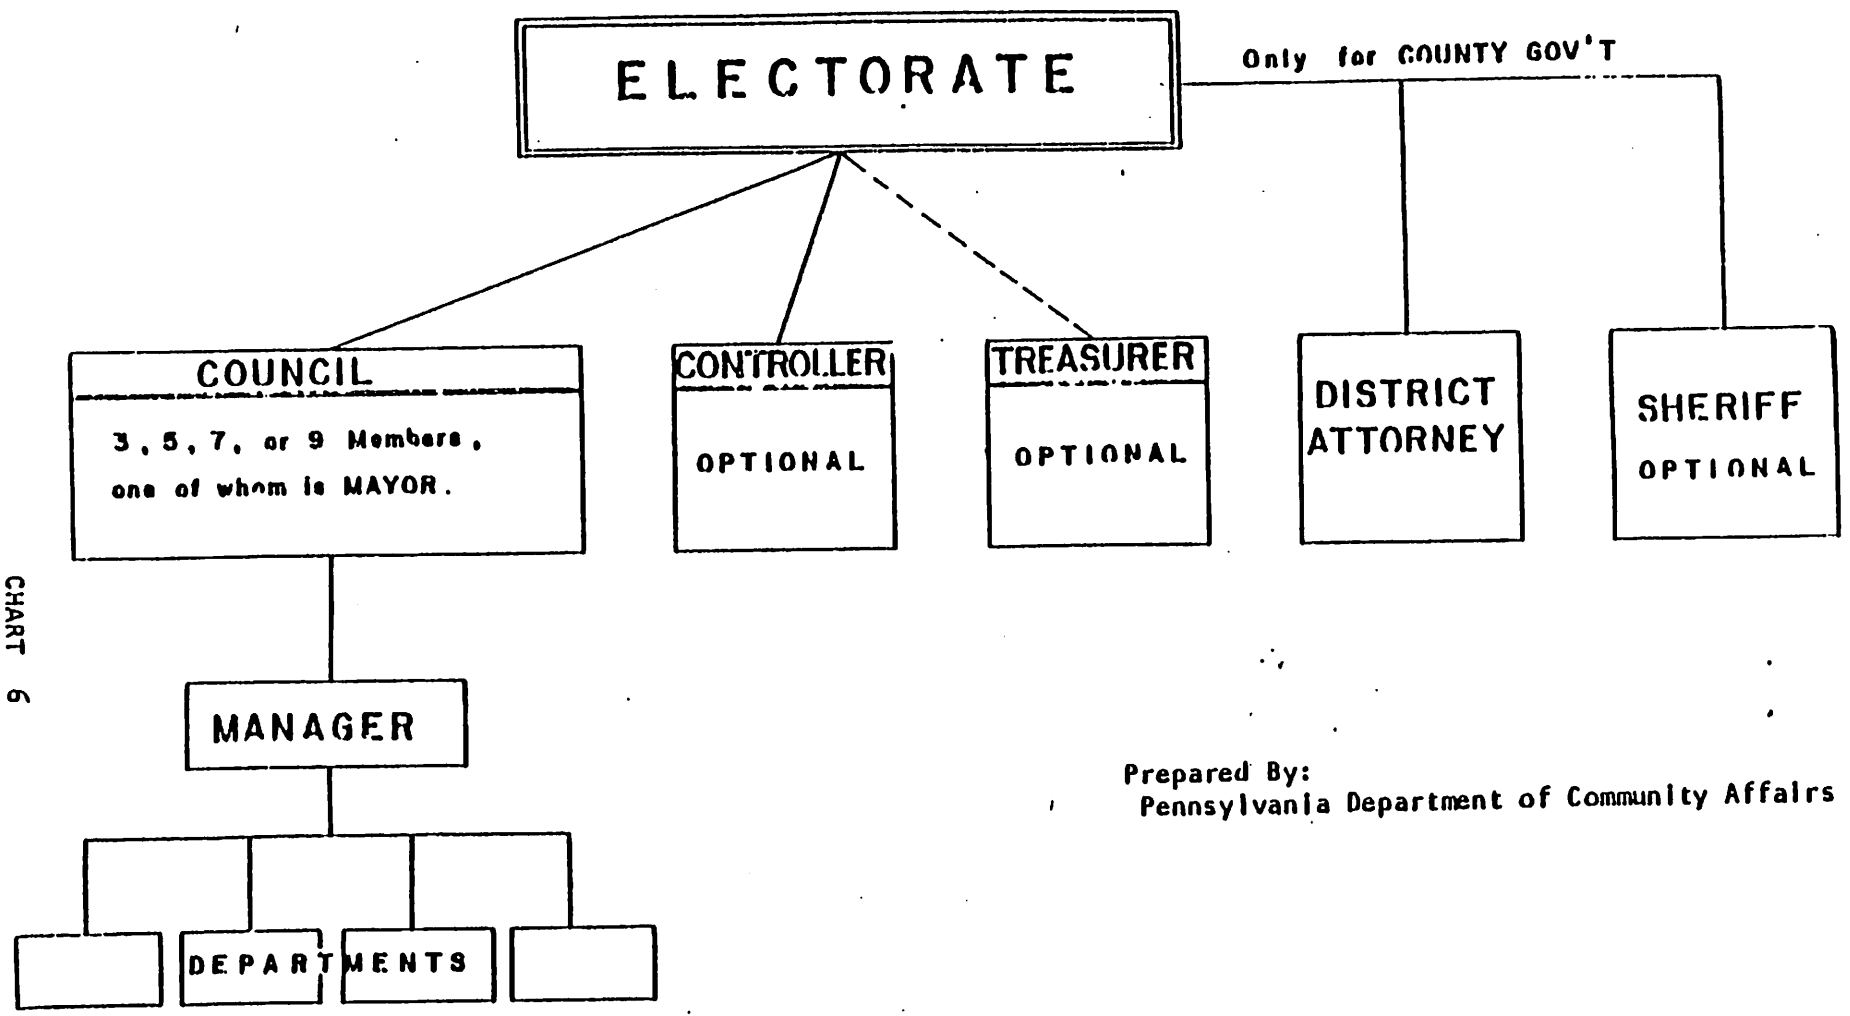 ELECTORATE
Only for COUNTY GOV'T
COUNCIL
3, 5, 7, or 9 Members,
one of whom is MAYOR.
CONTROLLER
OPTIONAL
TREASURER
OPTIONAL
DISTRICT
ATTORNEY
SHERIFF
OPTIONAL
MANAGER
DEPARTMENTS
Prepared By:
Pennsylvania Department of Community Affairs
CHART 6